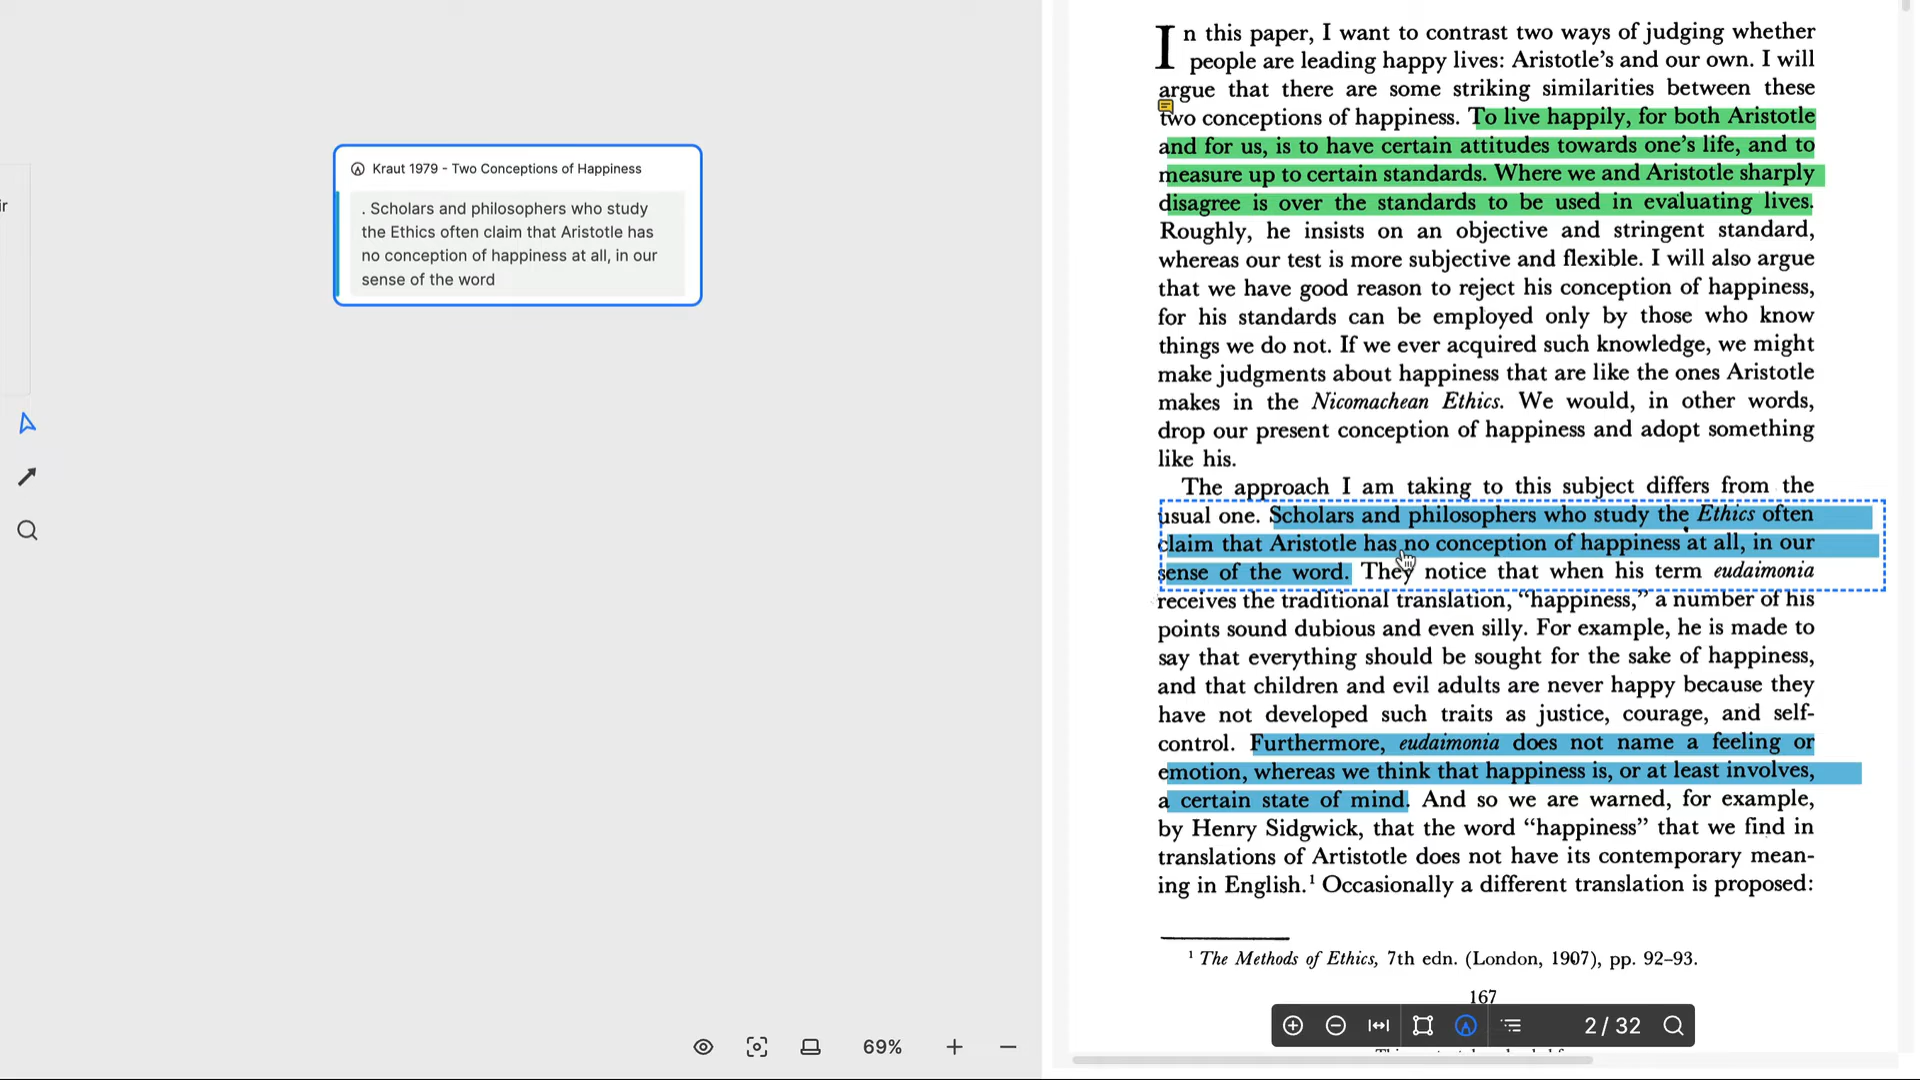 ir
Kraut 1979 - Two Conceptions of Happiness
. Scholars and philosophers who study
the Ethics often claim that Aristotle has
no conception of happiness at all, in our
sense of the word
69%
In this paper, I want to contrast two ways of judging whether
people are leading happy lives: Aristotle's and our own. I will
argue that there are some striking similarities between these
two conceptions of happiness. To live happily, for both Aristotle
and for us, is to have certain attitudes towards one's life, and to
measure up to certain standards. Where we and Aristotle sharply
disagree is over the standards to be used in evaluating lives.
Roughly, he insists on an objective and stringent standard,
whereas our test is more subjective and flexible. I will also argue
that we have good reason to reject his conception of happiness,
for his standards can be employed only by those who know
things we do not. If we ever acquired such knowledge, we might
make judgments about happiness that are like the ones Aristotle
makes in the Nicomachean Ethics. We would, in other words,
drop our present conception of happiness and adopt something
like his.
The approach I am taking to this subject differs from the
usual one. Scholars and philosophers who study the Ethics often
claim that Aristotle has no conception of happiness at all, in our
sense of the word. They notice that when his term eudaimonia
receives the traditional translation, "happiness," a number of his
points sound dubious and even silly. For example, he is made to
say that everything should be sought for the sake of happiness,
and that children and evil adults are never happy because they
have not developed such traits as justice, courage, and self-
control. Furthermore, eudaimonia does not name a feeling or
emotion, whereas we think that happiness is, or at least involves,
a certain state of mind. And so we are warned, for example,
by Henry Sidgwick, that the word "happiness" that we find in
translations of Artistotle does not have its contemporary mean-
ing in English.¹ Occasionally a different translation is proposed:
¹ The Methods of Ethics, 7th edn. (London, 1907), pp. 92–93.
167
2 / 32